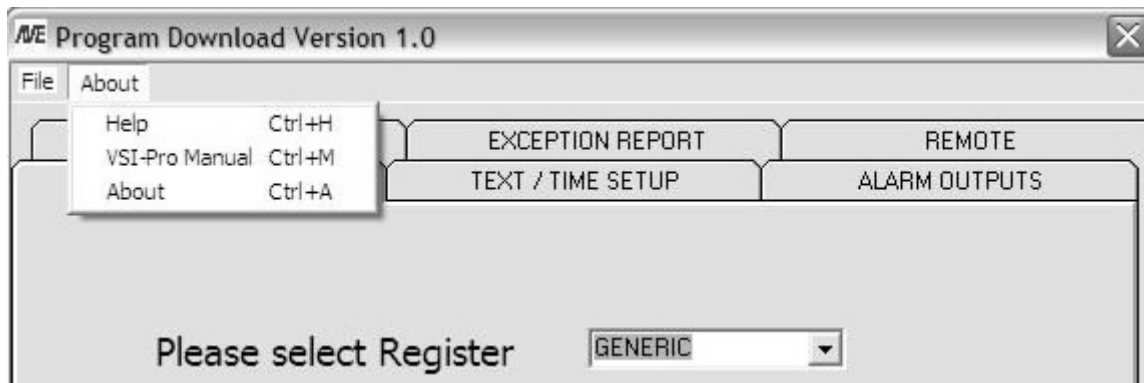 AVE Program Download Version 1.0
File About
Help Ctrl+H
VSI-Pro Manual Ctrl+M
About Ctrl+A
EXCEPTION REPORT REMOTE
TEXT / TIME SETUP ALARM OUTPUTS
Please select Register GENERIC